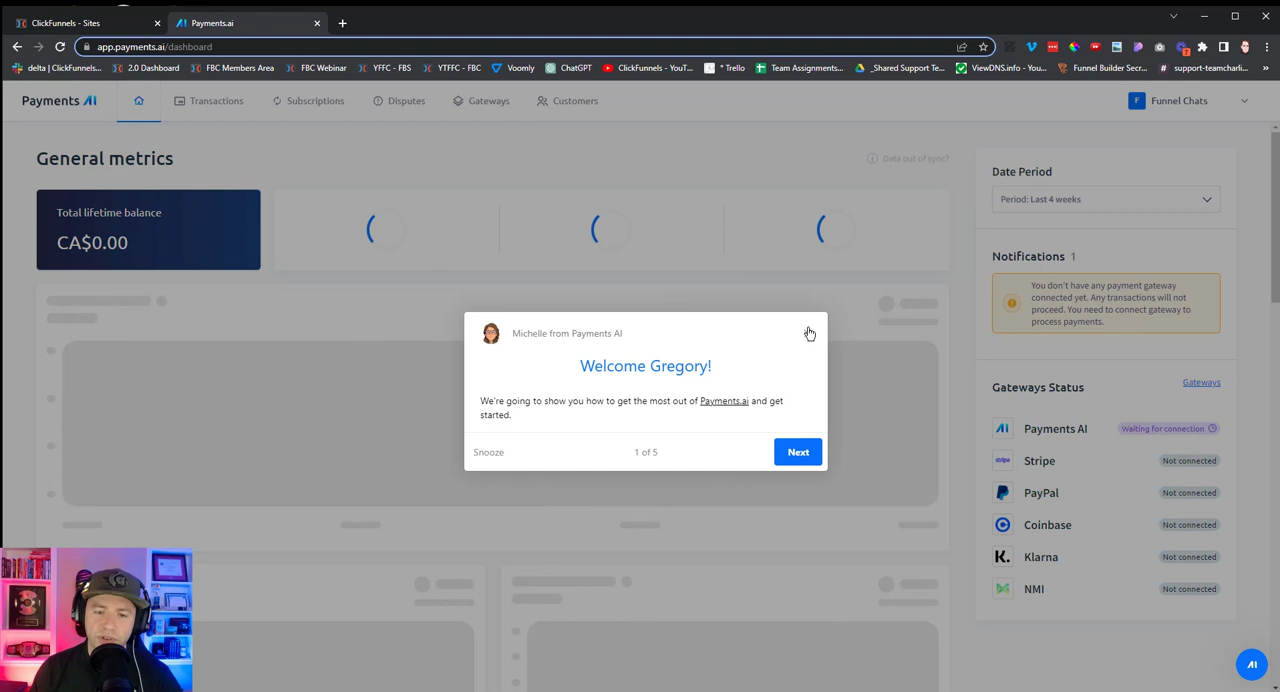 ClickFunnels - Sites
Payments.ai
app.payments.ai/dashboard
delta | ClickFunnels...
2.0 Dashboard
FBC Members Area
FBC Webinar
YFFC - FBS
YTFFC - FBC
Voomly
ChatGPT
ClickFunnels - YouT...
* Trello
Team Assignments...
_Shared Support Te...
ViewDNS.info - You...
Funnel Builder Secr...
support-teamcharli...
Payments AI
Transactions
Subscriptions
Disputes
Gateways
Customers
F Funnel Chats
General metrics
Data out of sync?
Total lifetime balance
CA$0.00
Date Period
Period: Last 4 weeks
Notifications 1
You don't have any payment gateway
connected yet. Any transactions will not
proceed. You need to connect gateway to
process payments.
Michelle from Payments AI
Welcome Gregory!
We're going to show you how to get the most out of Payments.ai and get
started.
Snooze
1 of 5
Next
Gateways Status
Gateways
Payments AI
Waiting for connection
Stripe
Not connected
PayPal
Not connected
Coinbase
Not connected
Klarna
Not connected
NMI
Not connected
AI